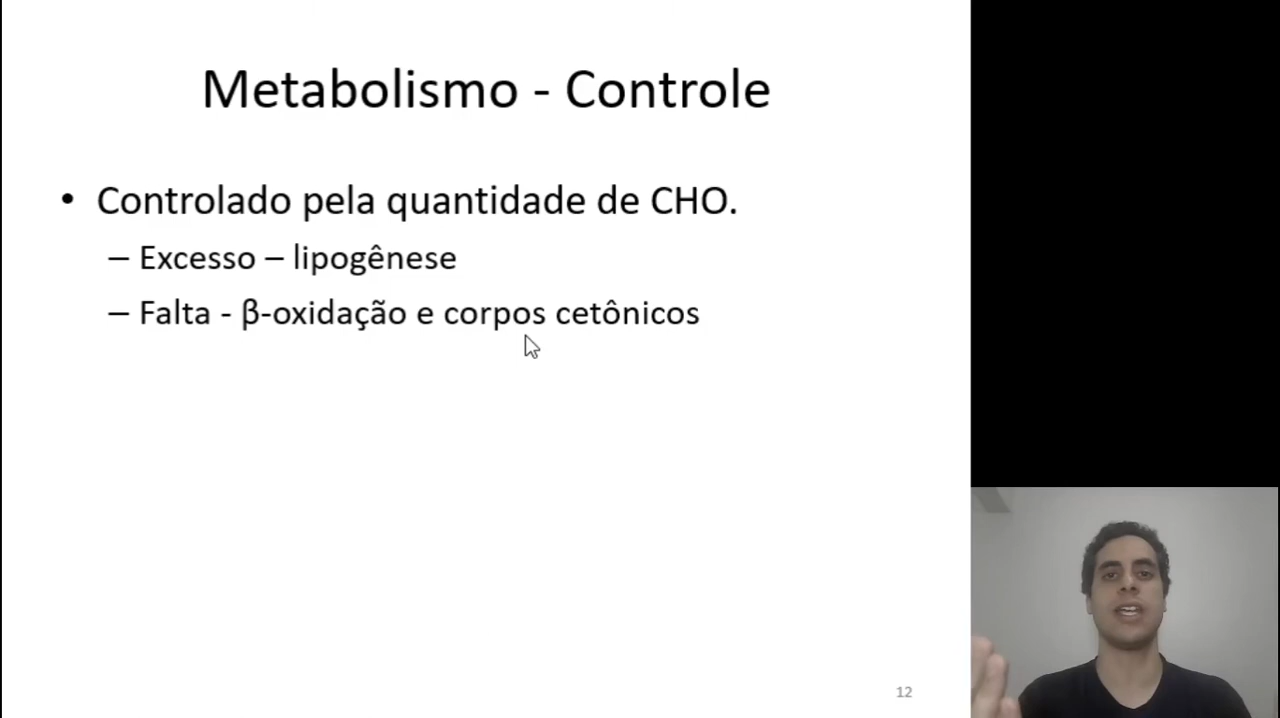 Metabolismo - Controle
• Controlado pela quantidade de CHO.
– Excesso – lipogênese
– Falta - β-oxidação e corpos cetônicos
12